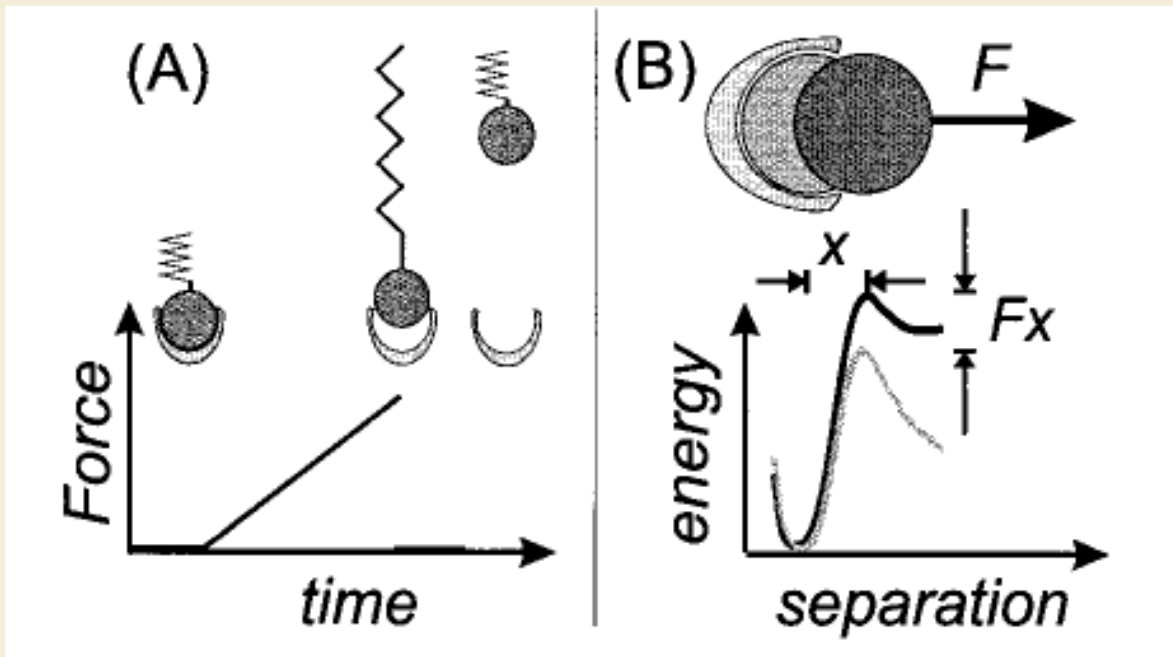 (A)
Force
time
(B)
F
x
Fx
energy
separation